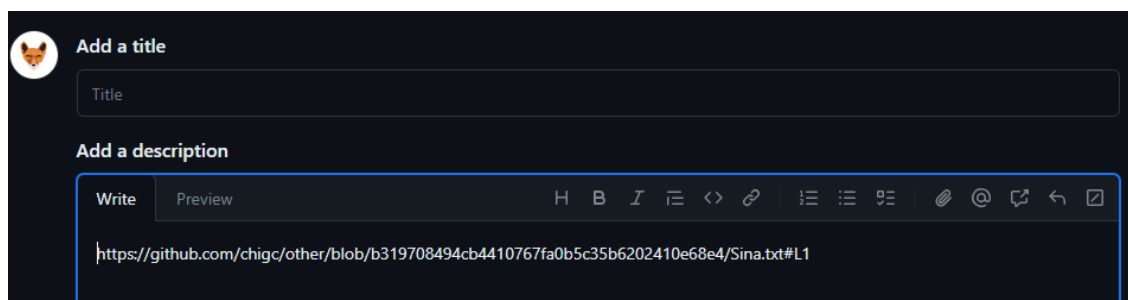 Add a title
Title
Add a description
Write Preview
https://github.com/chigc/other/blob/b319708494cb4410767fa0b5c35b6202410e68e4/Sina.txt#L1